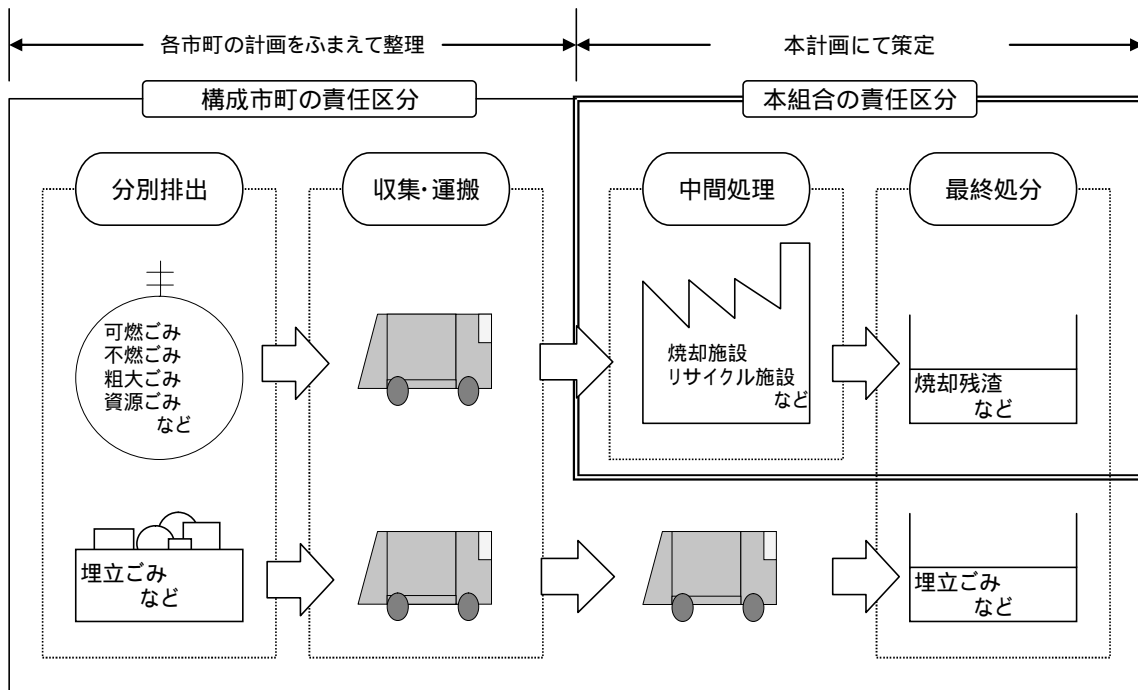 各市町の計画をふまえて整理
本計画にて策定
構成市町の責任区分
本組合の責任区分
分別排出
収集・運搬
中間処理
最終処分
可燃ごみ
不燃ごみ
粗大ごみ
資源ごみ
など
焼却施設
リサイクル施設
など
焼却残渣
など
埋立ごみ
など
埋立ごみ
など